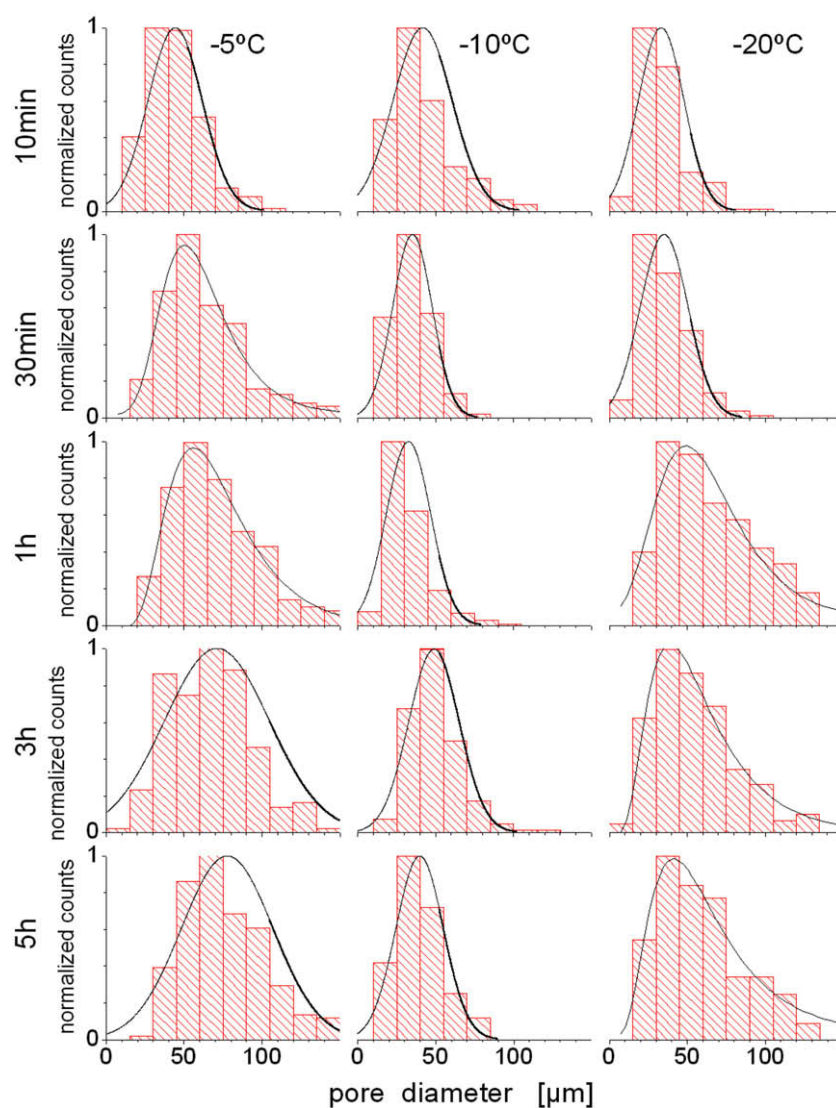 -5ºC -10ºC -20ºC
10min
normalized counts
1
0
30min
normalized counts
1
0
1h
normalized counts
1
0
3h
normalized counts
1
0
5h
normalized counts
1
0
0 50 100 0 50 100 0 50 100
pore diameter [µm]